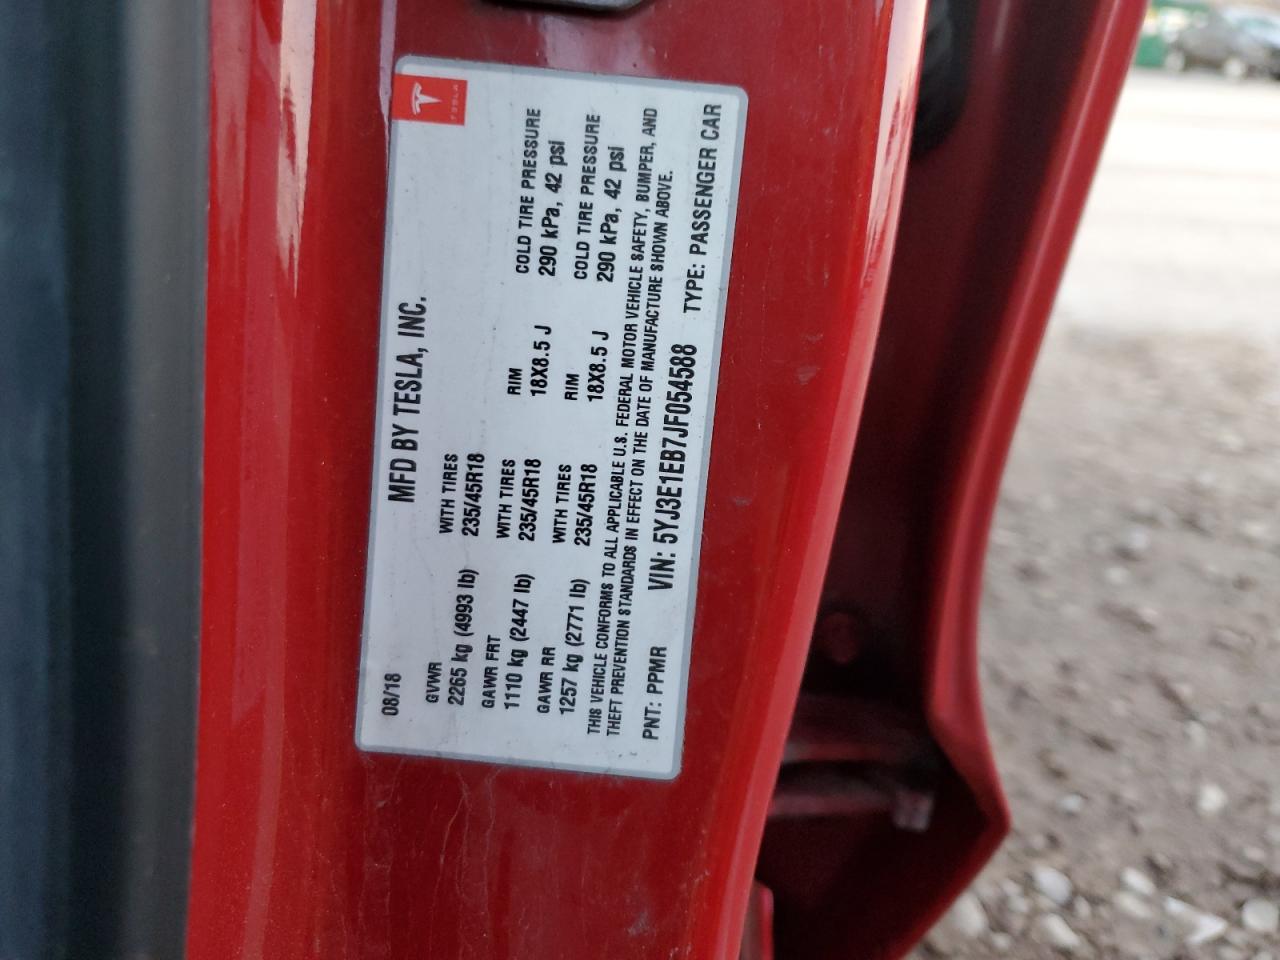 TESLA
08/18 MFD BY TESLA, INC.
GVWR WITH TIRES
2265 kg (4993 lb) 235/45R18
GAWR FRT WITH TIRES RIM COLD TIRE PRESSURE
1110 kg (2447 lb) 235/45R18 18X8.5 J 290 kPa, 42 psi
GAWR RR WITH TIRES RIM COLD TIRE PRESSURE
1257 kg (2771 lb) 235/45R18 18X8.5 J 290 kPa, 42 psi
THIS VEHICLE CONFORMS TO ALL APPLICABLE U.S. FEDERAL MOTOR VEHICLE SAFETY, BUMPER, AND
THEFT PREVENTION STANDARDS IN EFFECT ON THE DATE OF MANUFACTURE SHOWN ABOVE.
PNT: PPMR VIN: 5YJ3E1EB7JF054588 TYPE: PASSENGER CAR